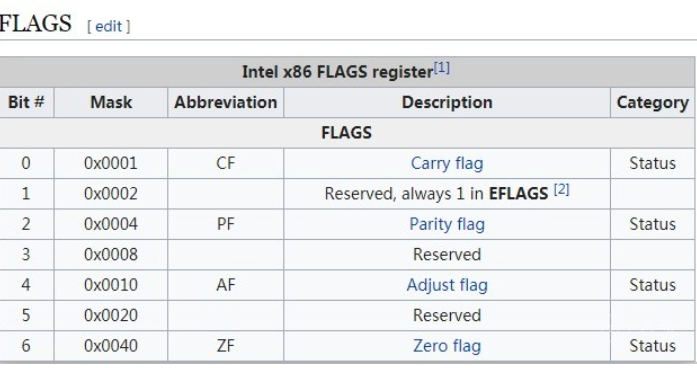 FLAGS [ edit ]
Intel x86 FLAGS register[1]
Bit # Mask Abbreviation Description Category
FLAGS
0 0x0001 CF Carry flag Status
1 0x0002 Reserved, always 1 in EFLAGS [2]
2 0x0004 PF Parity flag Status
3 0x0008 Reserved
4 0x0010 AF Adjust flag Status
5 0x0020 Reserved
6 0x0040 ZF Zero flag Status